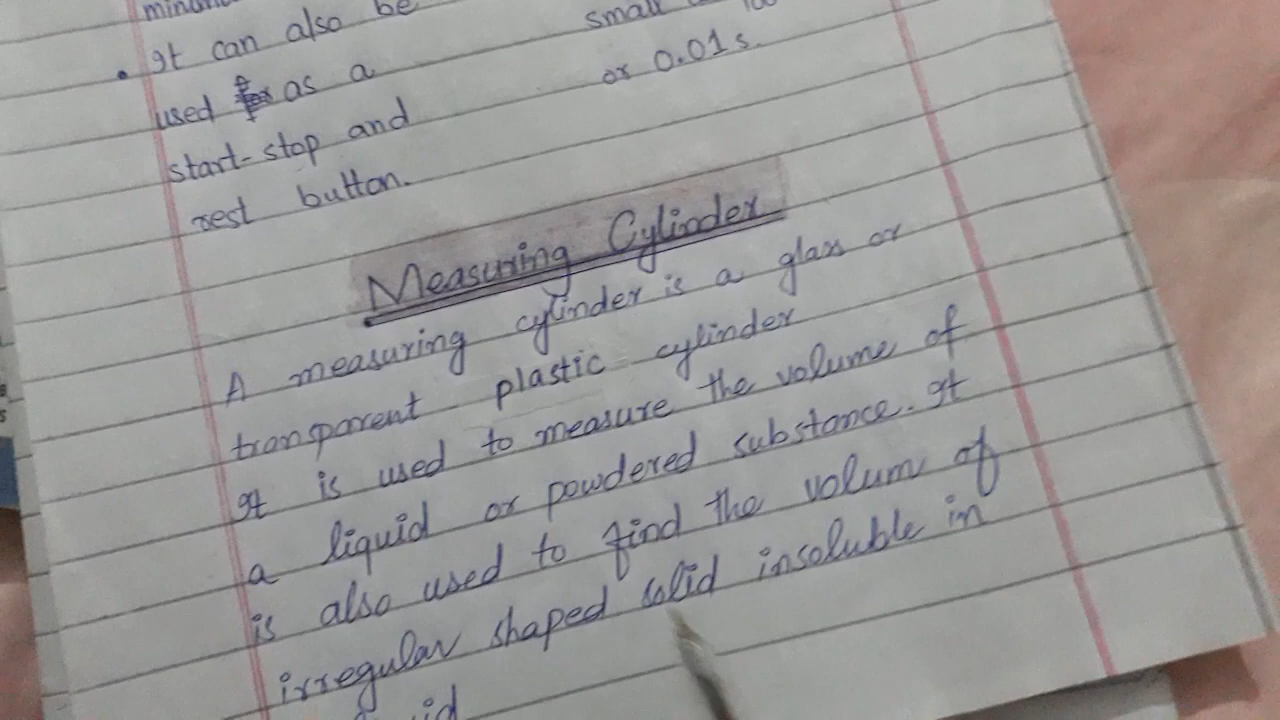 It can also be
used as a
start-stop and
rest button.
small
or 0.01 s.
Measuring Cylinder
A measuring cylinder is a glass or
transparent plastic cylinder
It is used to measure the volume of
a liquid or powdered substance. It
is also used to find the volum of
irregular shaped solid insoluble in